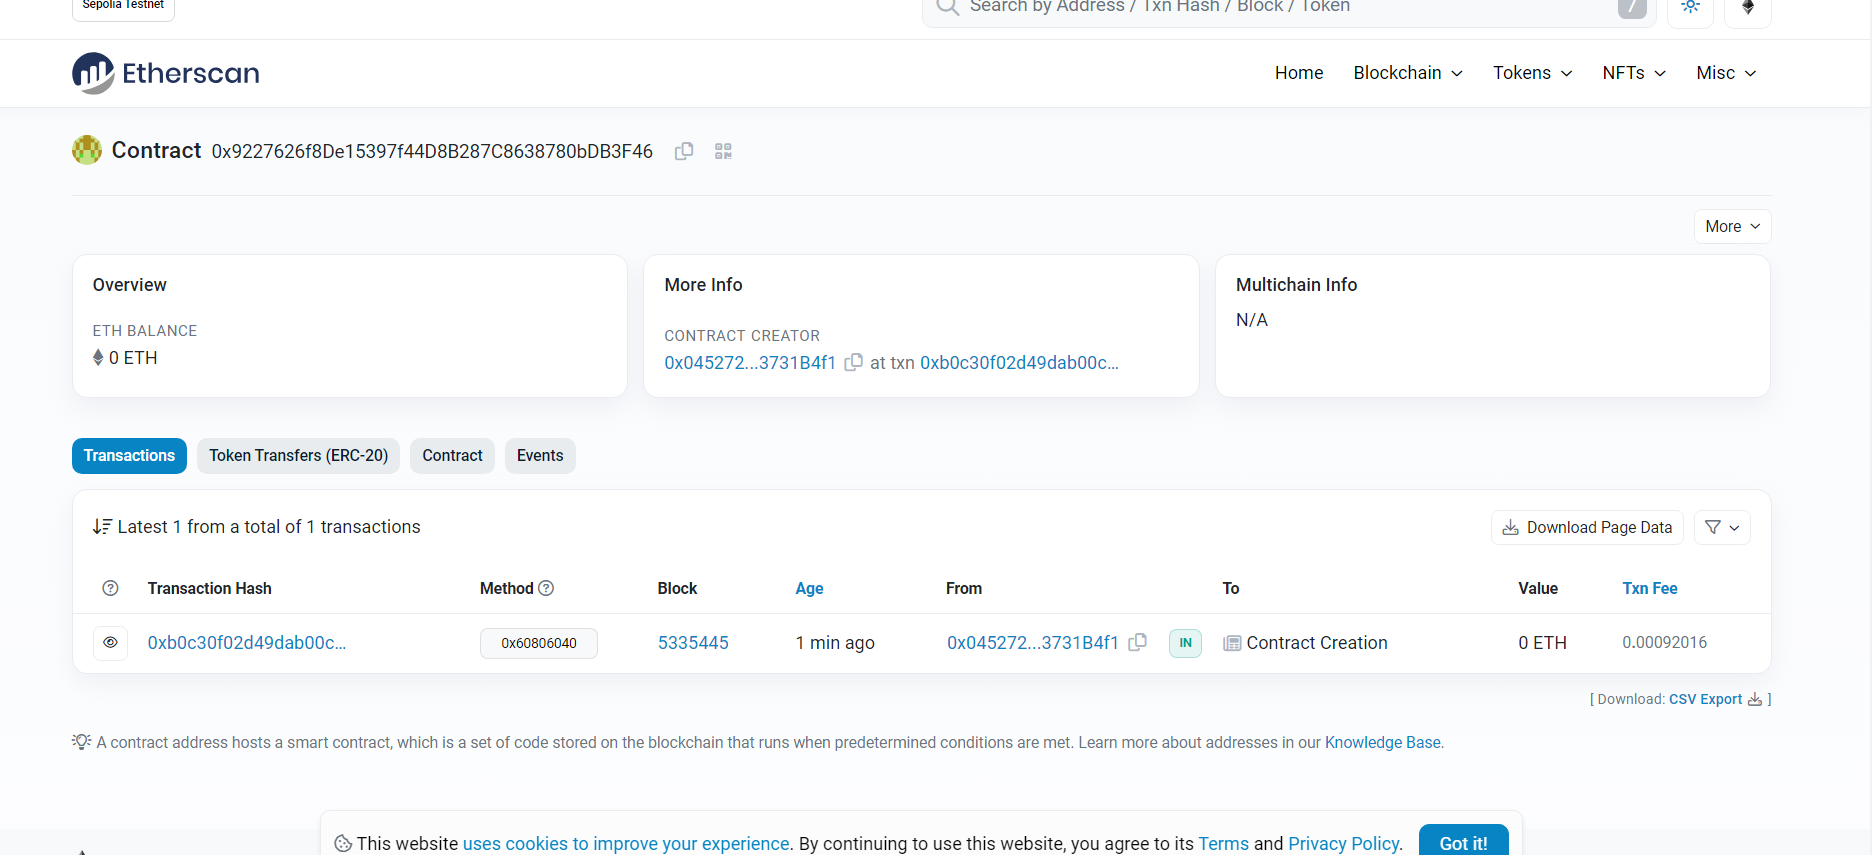 Sepolia Testnet
Search by Address / Txn Hash / Block / Token /
Etherscan Home Blockchain Tokens NFTs Misc
Contract 0x9227626f8De15397f44D8B287C8638780bDB3F46
More
Overview
ETH BALANCE
0 ETH
More Info
CONTRACT CREATOR
0x045272...3731B4f1 at txn 0xb0c30f02d49dab00c...
Multichain Info
N/A
Transactions Token Transfers (ERC-20) Contract Events
Latest 1 from a total of 1 transactions Download Page Data
Transaction Hash Method Block Age From To Value Txn Fee
0xb0c30f02d49dab00c... 0x60806040 5335445 1 min ago 0x045272...3731B4f1 IN Contract Creation 0 ETH 0.00092016
[ Download: CSV Export ]
A contract address hosts a smart contract, which is a set of code stored on the blockchain that runs when predetermined conditions are met. Learn more about addresses in our Knowledge Base.
This website uses cookies to improve your experience. By continuing to use this website, you agree to its Terms and Privacy Policy. Got it!